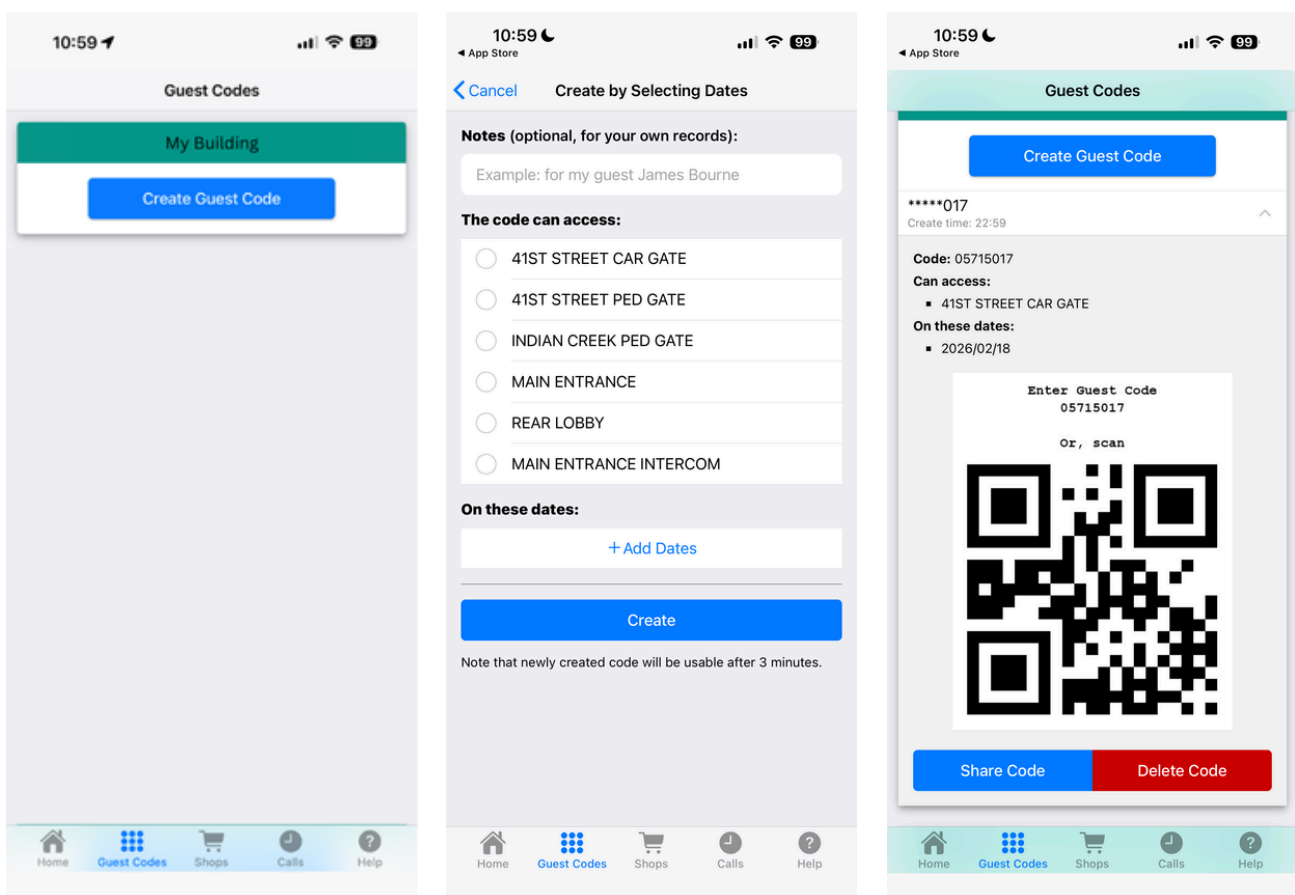 10:59
99
Guest Codes
My Building
Create Guest Code
Home
Guest Codes
Shops
Calls
Help
10:59
App Store
99
Cancel
Create by Selecting Dates
Notes (optional, for your own records):
Example: for my guest James Bourne
The code can access:
41ST STREET CAR GATE
41ST STREET PED GATE
INDIAN CREEK PED GATE
MAIN ENTRANCE
REAR LOBBY
MAIN ENTRANCE INTERCOM
On these dates:
+Add Dates
Create
Note that newly created code will be usable after 3 minutes.
Home
Guest Codes
Shops
Calls
Help
10:59
App Store
99
Guest Codes
Create Guest Code
*****017
Create time: 22:59
Code: 05715017
Can access:
41ST STREET CAR GATE
On these dates:
2026/02/18
Enter Guest Code
05715017
Or, scan
Share Code
Delete Code
Home
Guest Codes
Shops
Calls
Help